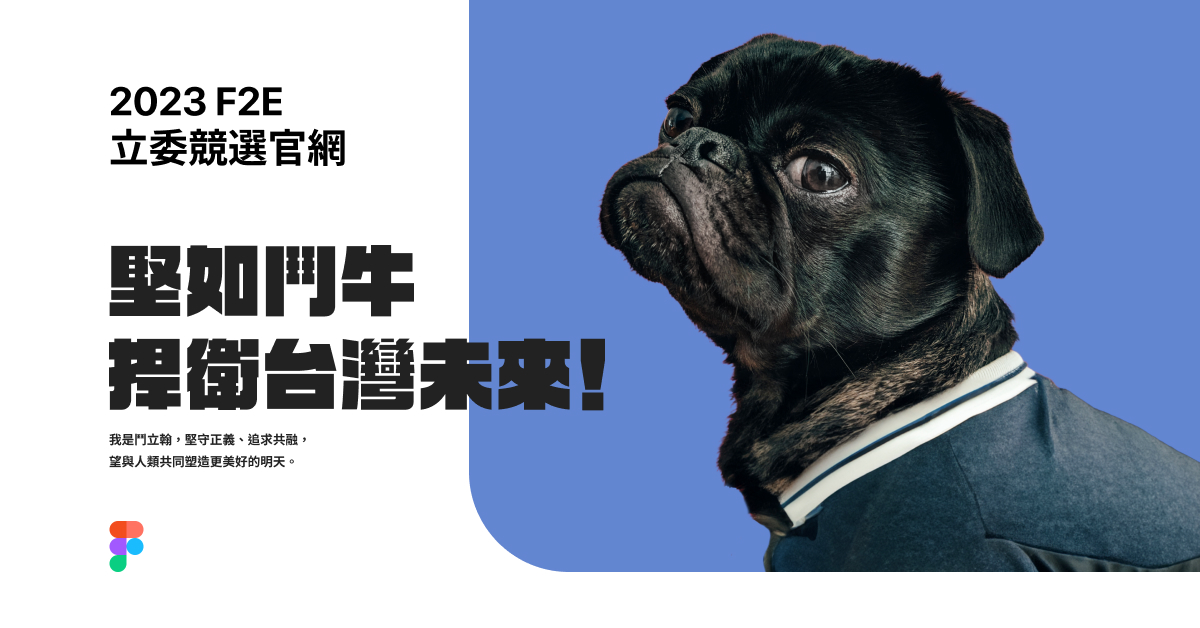 2023 F2E
立委競選官網
堅如鬥牛
捍衛台灣未來!
我是鬥立翰，堅守正義、追求共融，
望與人類共同塑造更美好的明天。